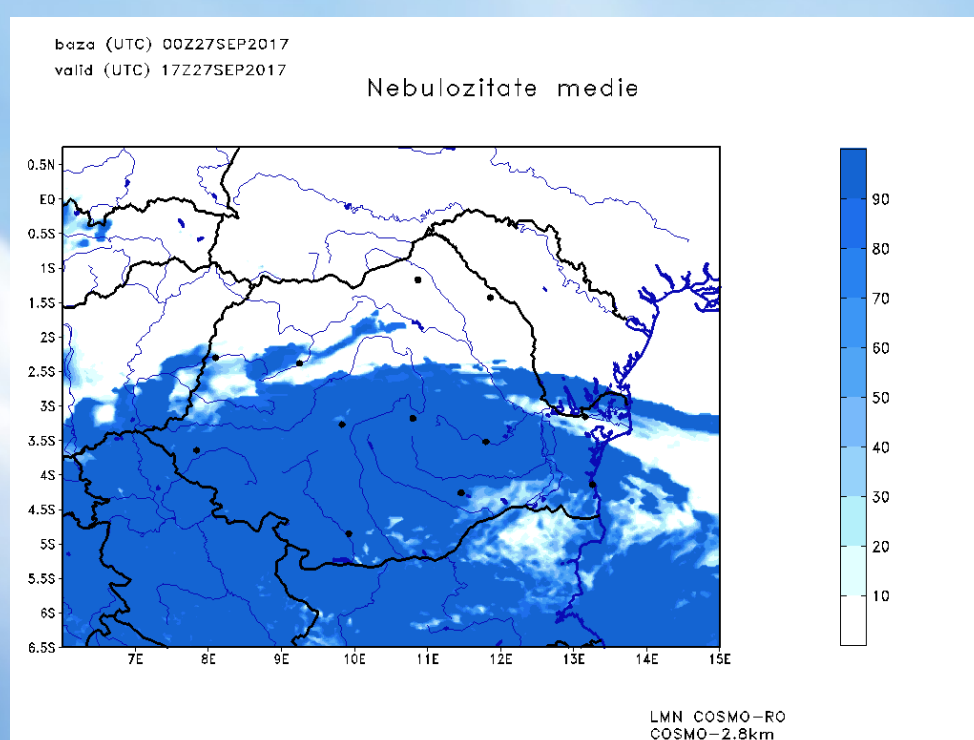 baza (UTC) 00Z27SEP2017
valid (UTC) 17Z27SEP2017
Nebulozitate medie
0.5N
EQ
0.5S
1S
1.5S
2S
2.5S
3S
3.5S
4S
4.5S
5S
5.5S
6S
6.5S
7E 8E 9E 10E 11E 12E 13E 14E 15E
90
80
70
60
50
40
30
20
10
LMN COSMO-RO
COSMO-2.8km